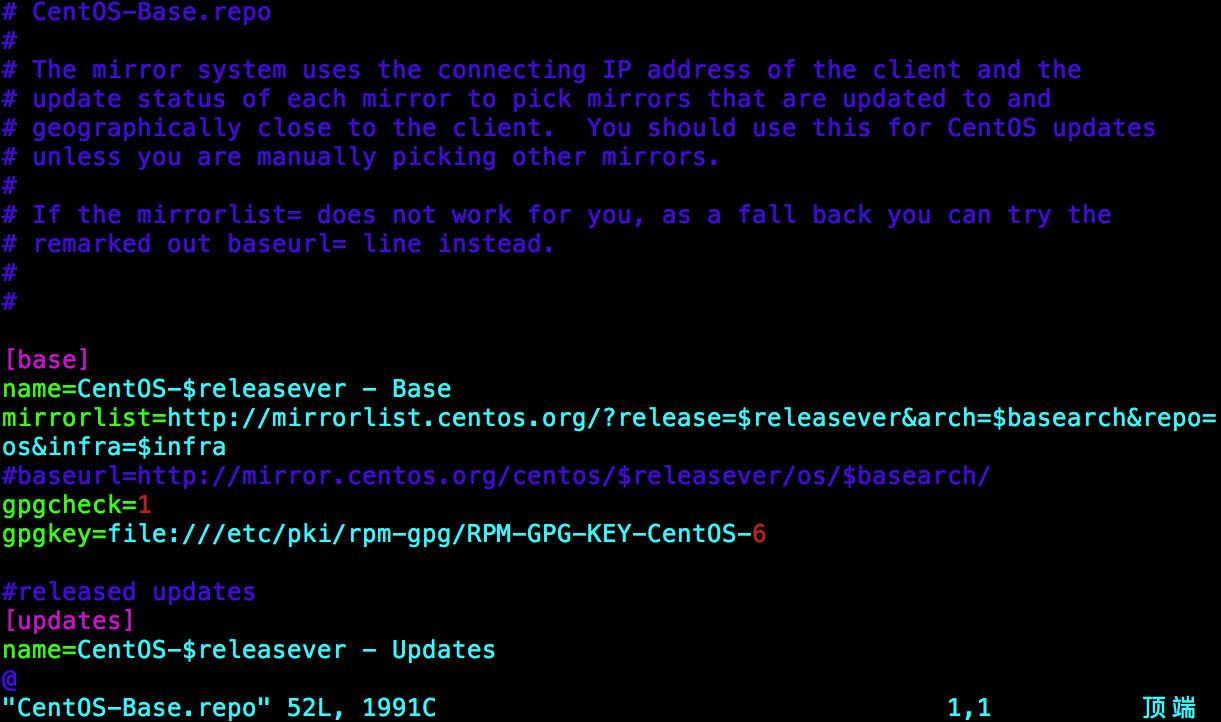 # CentOS-Base.repo
#
# The mirror system uses the connecting IP address of the client and the
# update status of each mirror to pick mirrors that are updated to and
# geographically close to the client.  You should use this for CentOS updates
# unless you are manually picking other mirrors.
#
# If the mirrorlist= does not work for you, as a fall back you can try the
# remarked out baseurl= line instead.
#
#
[base]
name=CentOS-$releasever - Base
mirrorlist=http://mirrorlist.centos.org/?release=$releasever&arch=$basearch&repo=
os&infra=$infra
#baseurl=http://mirror.centos.org/centos/$releasever/os/$basearch/
gpgcheck=1
gpgkey=file:///etc/pki/rpm-gpg/RPM-GPG-KEY-CentOS-6
#released updates
[updates]
name=CentOS-$releasever - Updates
@
"CentOS-Base.repo" 52L, 1991C 1,1 顶端